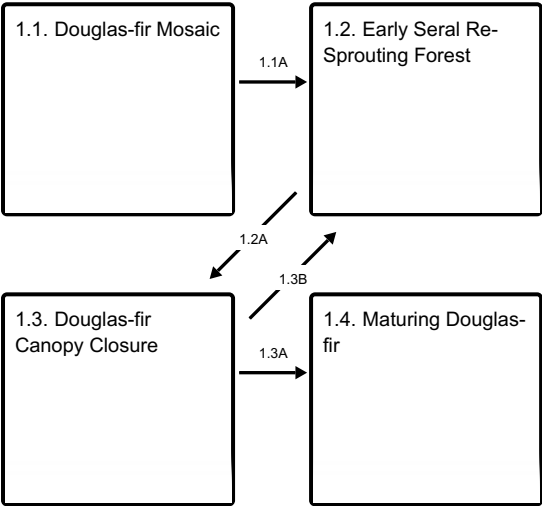 1.1. Douglas-fir Mosaic
1.1A
1.2. Early Seral Re-
Sprouting Forest
1.2A
1.3B
1.3. Douglas-fir
Canopy Closure
1.3A
1.4. Maturing Douglas-
fir